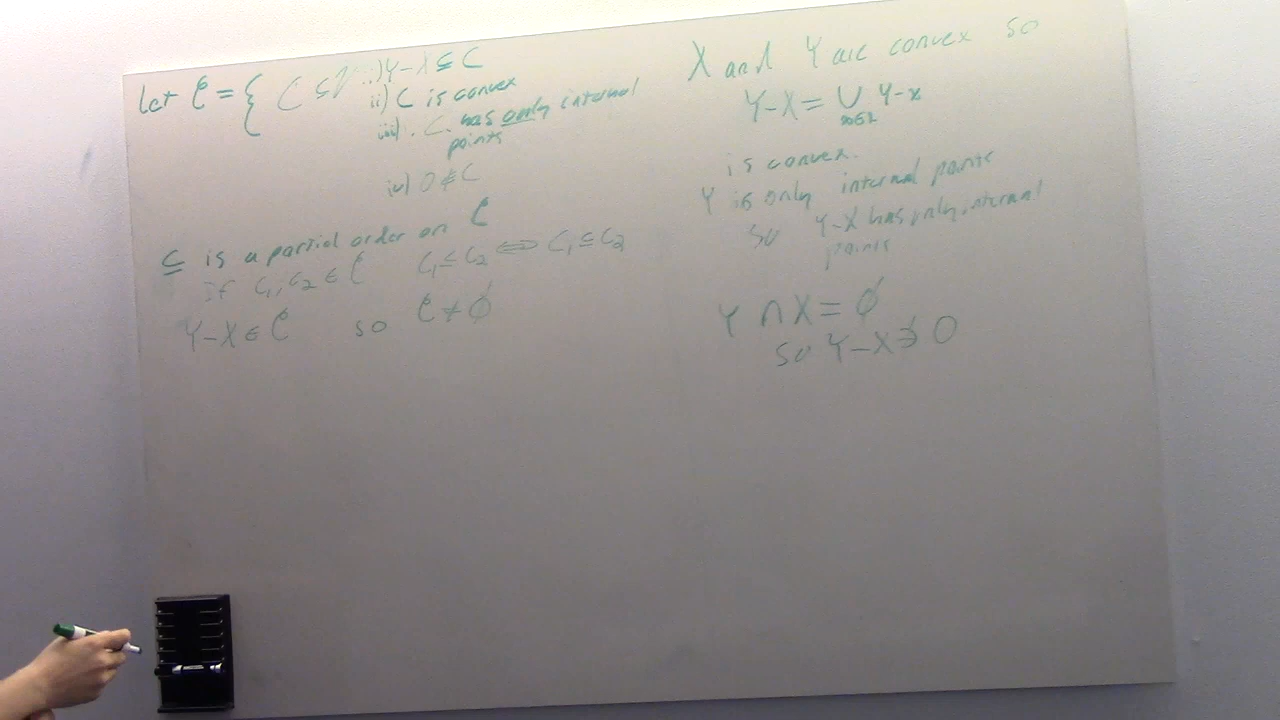 Let C = { C ⊆ V : i) Y-X ⊆ C
ii) C is convex
iii) C has only internal
points
iv) 0 ∉ C
⊆ is a partial order on C
If C₁, C₂ ∈ C C₁ ≤ C₂ ⟺ C₁ ⊆ C₂
Y-X ∈ C so C ≠ ∅
X and Y are convex so
Y-X = ∪ Y-x
x∈X
is convex.
Y is only internal points
so Y-X has only internal
points
Y ∩ X = ∅
so Y-X ∌ 0